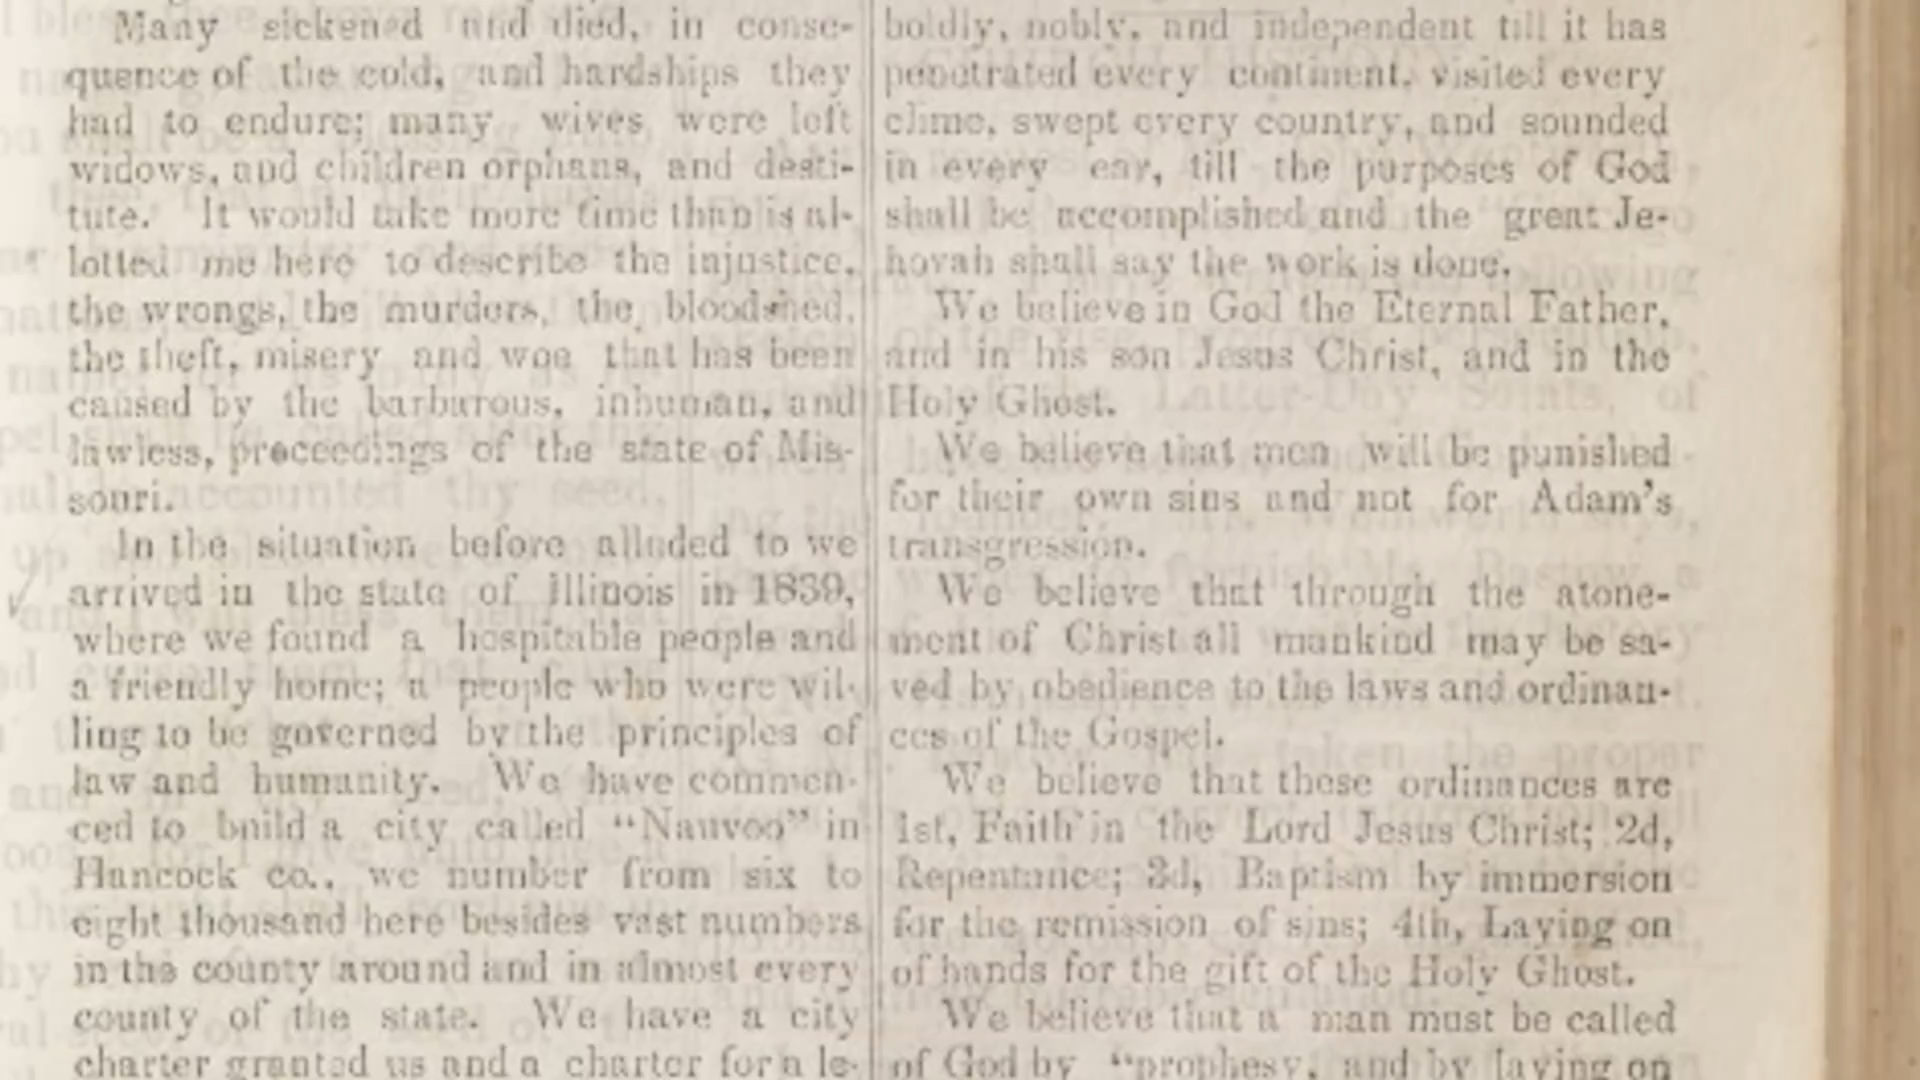 Many sickened and died, in conse-
quence of the cold, and hardships they
had to endure; many wives were left
widows, and children orphans, and desti-
tute. It would take more time than is al-
lotted me here to describe the injustice,
the wrongs, the murders, the bloodshed,
the theft, misery and woe that has been
caused by the barbarous, inhuman, and
lawless, proceedings of the state of Mis-
souri.
In the situation before alluded to we
arrived in the state of Illinois in 1839,
where we found a hospitable people and
a friendly home; a people who were wil-
ling to be governed by the principles of
law and humanity. We have commen-
ced to build a city called “Nauvoo” in
Hancock co., we number from six to
eight thousand here besides vast numbers
in the county around and in almost every
county of the state. We have a city
charter granted us and a charter for a le-
boldly, nobly, and independent till it has
penetrated every continent, visited every
clime, swept every country, and sounded
in every ear, till the purposes of God
shall be accomplished and the great Je-
hovah shall say the work is done.
We believe in God the Eternal Father,
and in his son Jesus Christ, and in the
Holy Ghost.
We believe that men will be punished
for their own sins and not for Adam’s
transgression.
We believe that through the atone-
ment of Christ all mankind may be sa-
ved by obedience to the laws and ordinan-
ces of the Gospel.
We believe that these ordinances are
1st, Faith in the Lord Jesus Christ; 2d,
Repentance; 3d, Baptism by immersion
for the remission of sins; 4th, Laying on
of hands for the gift of the Holy Ghost.
We believe that a man must be called
of God by “prophesy, and by laying on